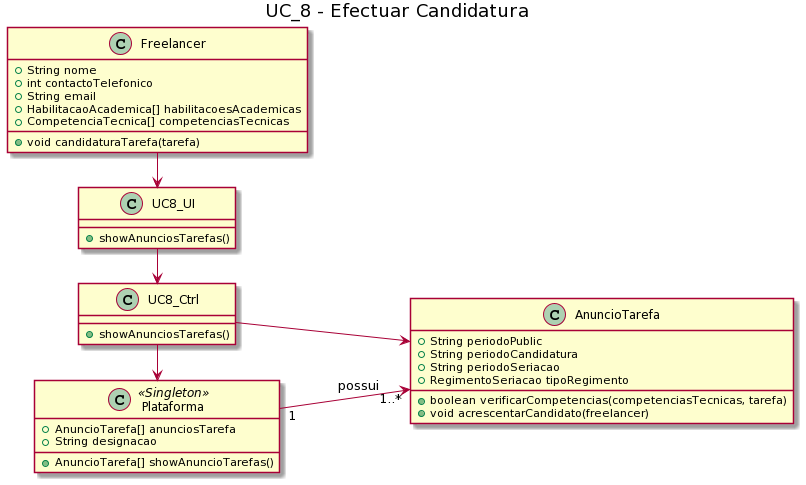 UC_8 - Efectuar Candidatura
C Freelancer
String nome
int contactoTelefonico
String email
HabilitacaoAcademica[] habilitacoesAcademicas
CompetenciaTecnica[] competenciasTecnicas
void candidaturaTarefa(tarefa)
C UC8_UI
showAnunciosTarefas()
C UC8_Ctrl
showAnunciosTarefas()
C «Singleton»
Plataforma
AnuncioTarefa[] anunciosTarefa
String designacao
AnuncioTarefa[] showAnuncioTarefas()
possui
1
1..*
C AnuncioTarefa
String periodoPublic
String periodoCandidatura
String periodoSeriacao
RegimentoSeriacao tipoRegimento
boolean verificarCompetencias(competenciasTecnicas, tarefa)
void acrescentarCandidato(freelancer)